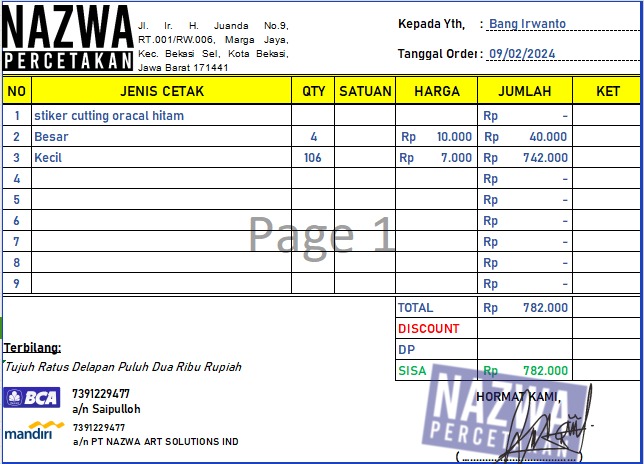 NAZWA
PERCETAKAN
Jl. Ir. H. Juanda No.9,
RT.001/RW.006, Marga Jaya,
Kec. Bekasi Sel, Kota Bekasi,
Jawa Barat 171441
Kepada Yth, : Bang Irwanto
Tanggal Order: 09/02/2024
NO JENIS CETAK QTY SATUAN HARGA JUMLAH KET
1 stiker cutting oracal hitam Rp -
2 Besar 4 Rp 10.000 Rp 40.000
3 Kecil 106 Rp 7.000 Rp 742.000
4 Rp -
5 Rp -
6 Rp -
7 Rp -
8 Rp -
9 Rp -
Page 1
TOTAL Rp 782.000
DISCOUNT
DP
SISA Rp 782.000
Terbilang:
Tujuh Ratus Delapan Puluh Dua Ribu Rupiah
BCA 7391229477
a/n Saipulloh
mandiri 7391229477
a/n PT NAZWA ART SOLUTIONS IND
HORMAT KAMI,
NAZWA
PERCETAKAN
(....................................)